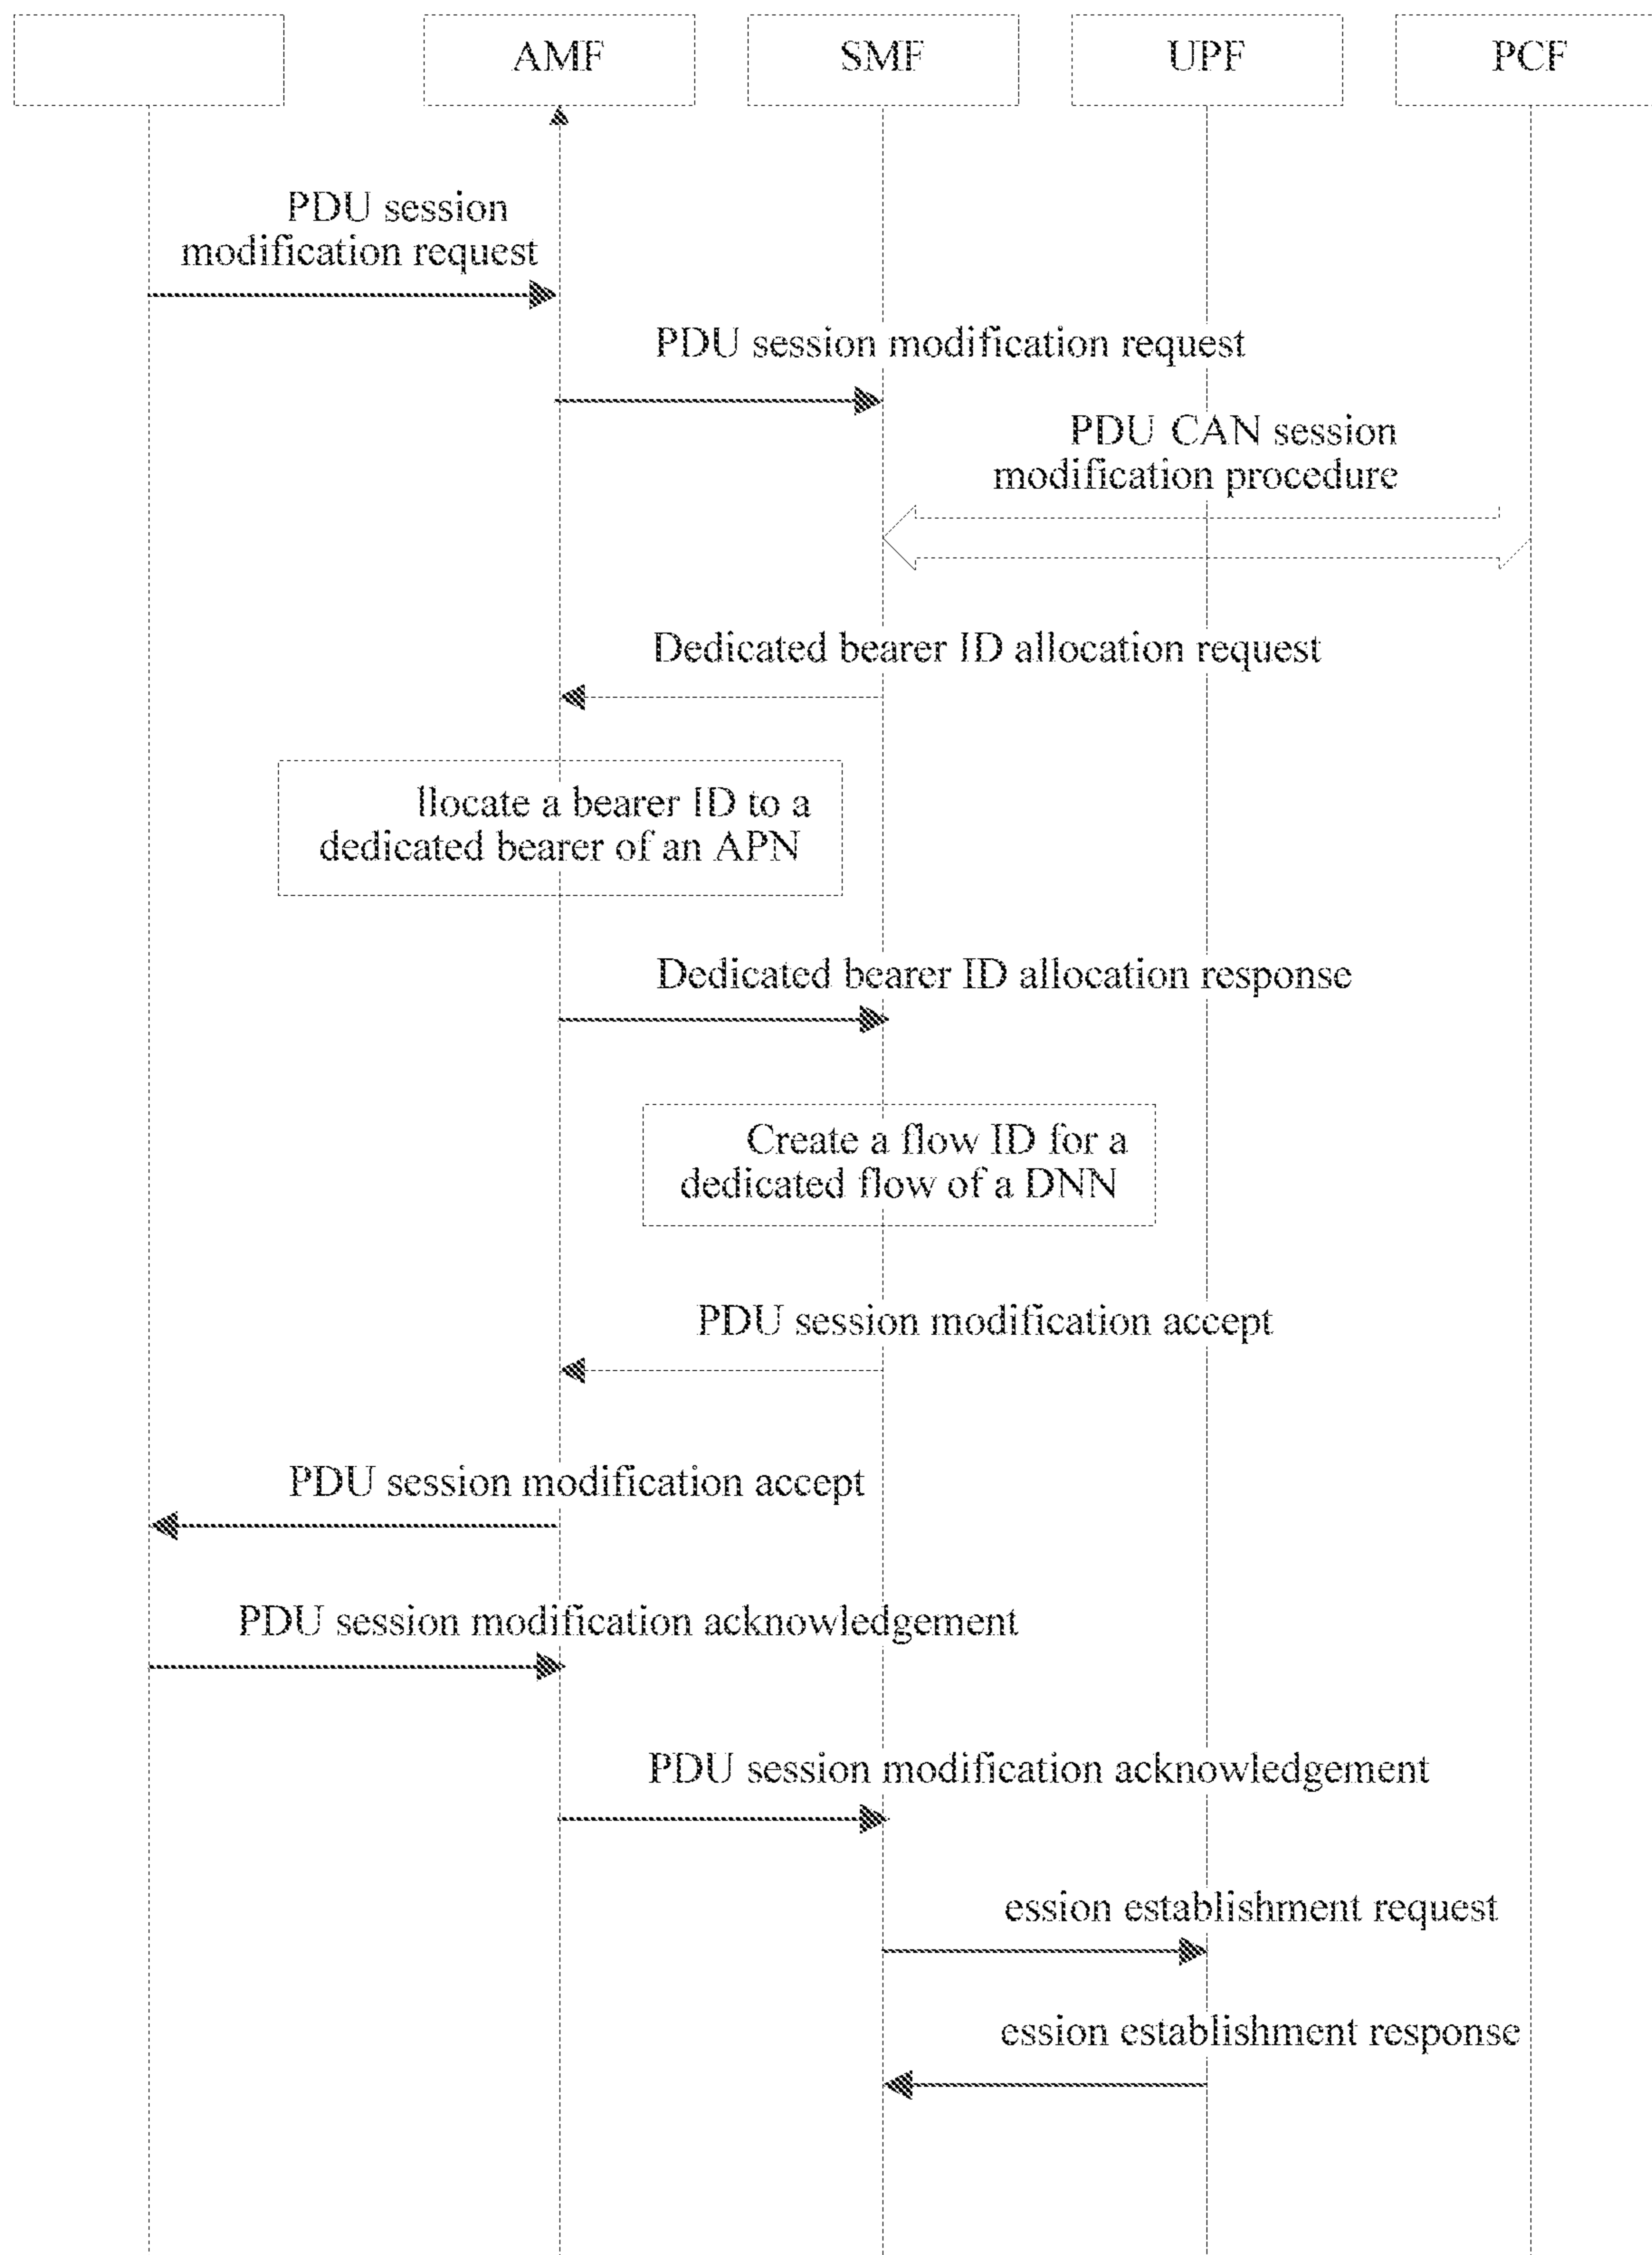 AMF
SMF
UPF
PCF
PDU session
modification request
PDU session modification request
PDU CAN session
modification procedure
Dedicated bearer ID allocation request
llocate a bearer ID to a
dedicated bearer of an APN
Dedicated bearer ID allocation response
Create a flow ID for a
dedicated flow of a DNN
PDU session modification accept
PDU session modification accept
PDU session modification acknowledgement
PDU session modification acknowledgement
ession establishment request
ession establishment response